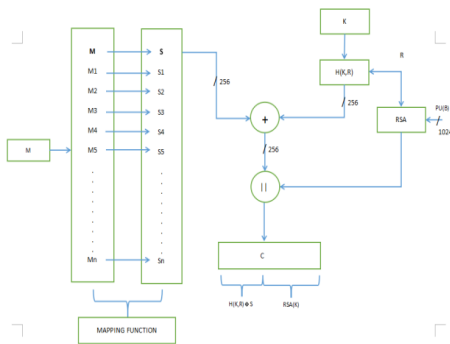 K
M
S
R
M1
S1
H(K,R)
M2
S2
256
M3
S3
256
PU(B)
M4
S4
+
RSA
102
M
M5
S5
256
||
Mn
Sn
C
H(K,R)⊕S
RSA(K)
MAPPING FUNCTION